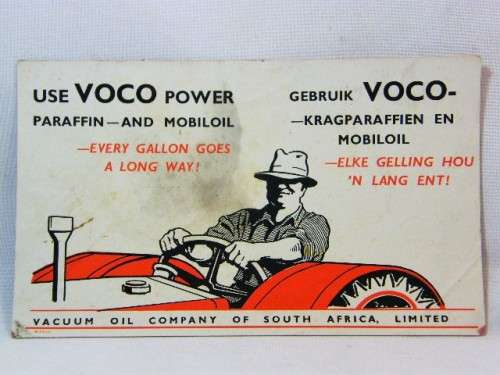 USE VOCO POWER
PARAFFIN—AND MOBILOIL
—EVERY GALLON GOES
A LONG WAY!
GEBRUIK VOCO-
—KRAGPARAFFIEN EN
MOBILOIL
—ELKE GELLING HOU
'N LANG ENT!
VACUUM OIL COMPANY OF SOUTH AFRICA, LIMITED